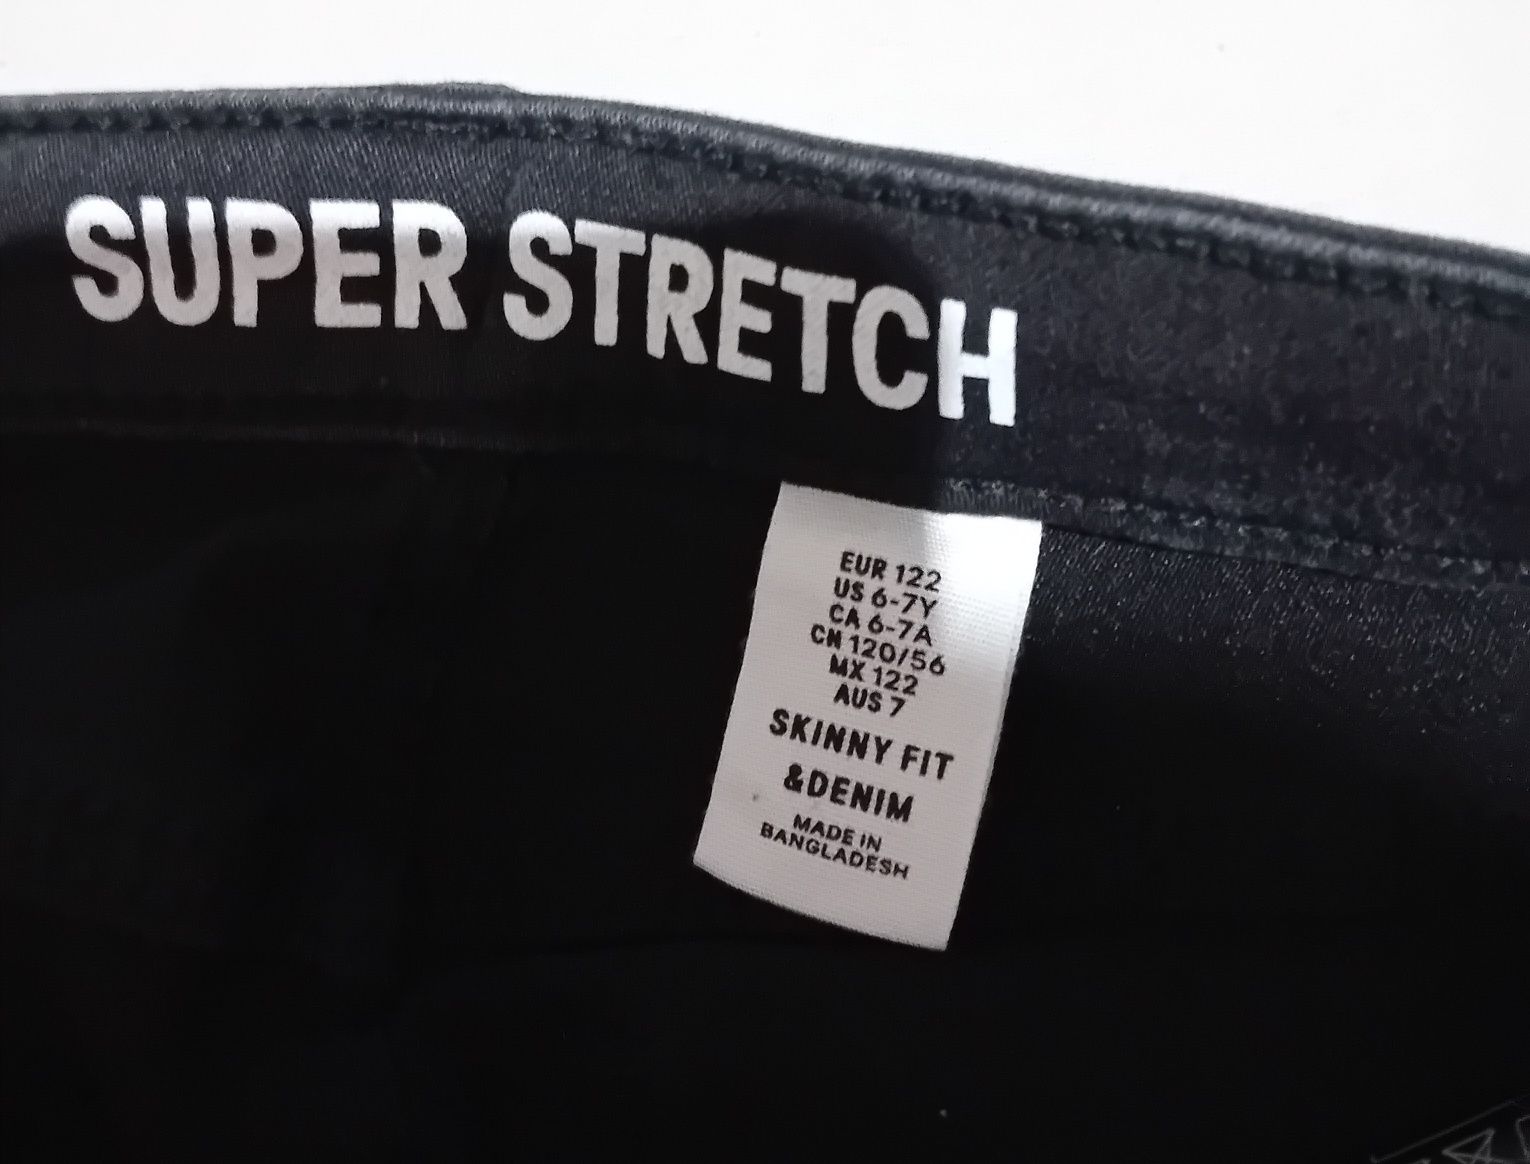 SUPER STRETCH
EUR 122
US 6-7Y
CA 6-7A
CN 120/56
MX 122
AUS 7
SKINNY FIT
&DENIM
MADE IN
BANGLADESH